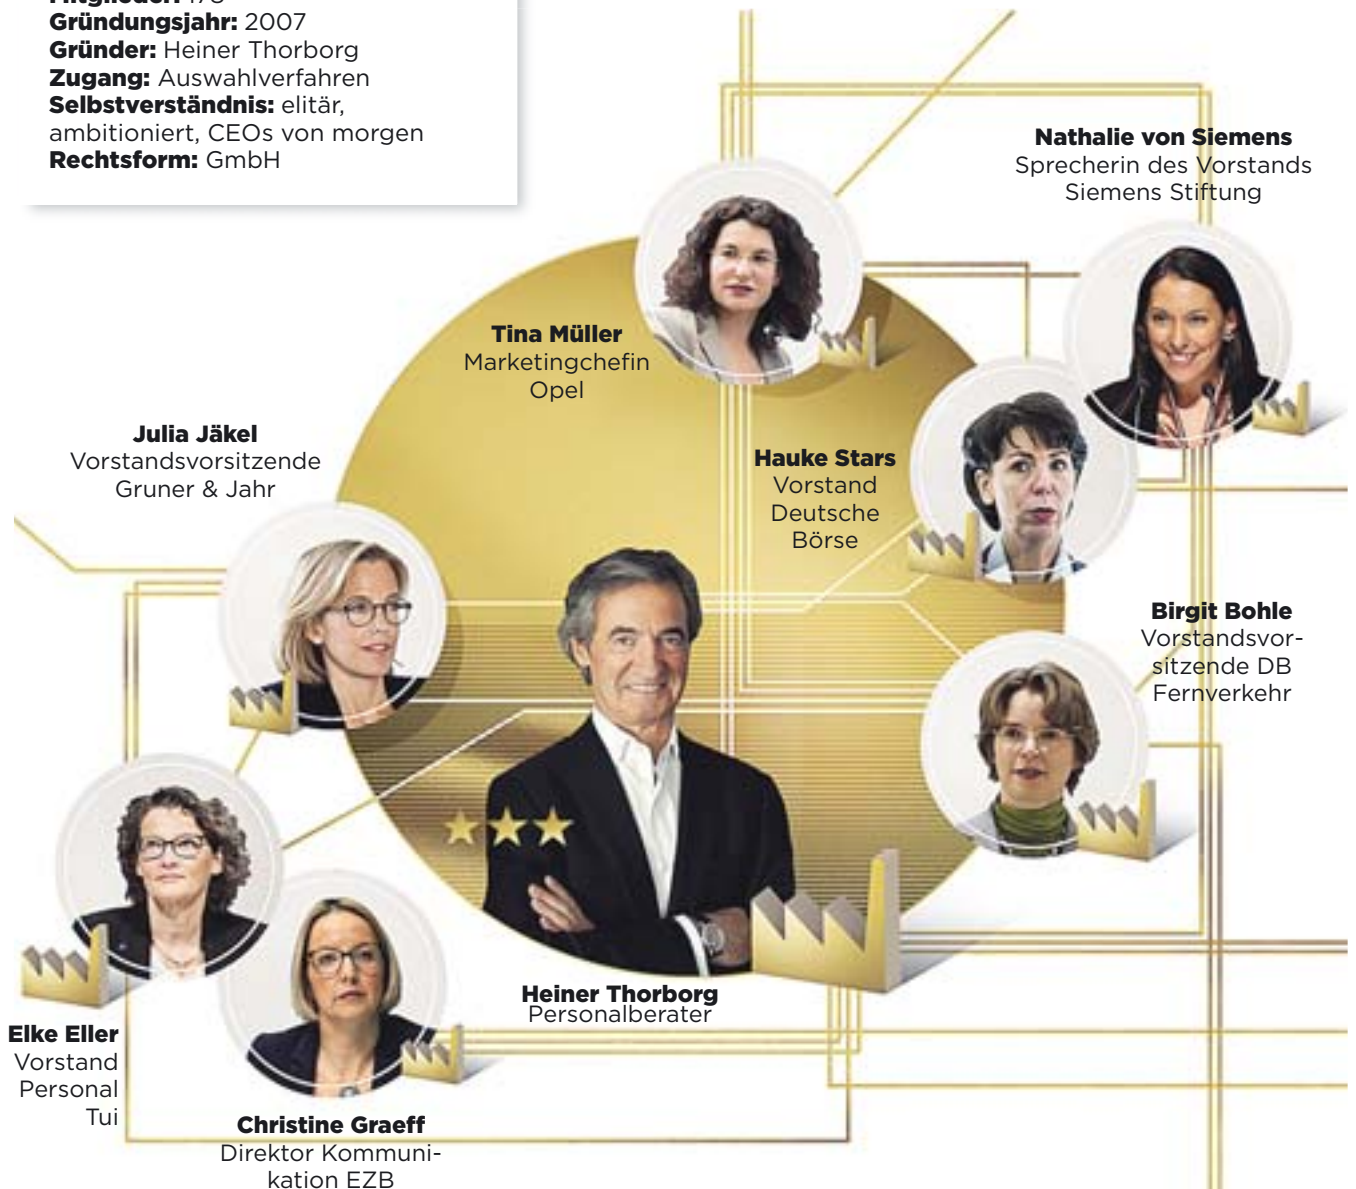 Gründungsjahr: 2007
Gründer: Heiner Thorborg
Zugang: Auswahlverfahren
Selbstverständnis: elitär,
ambitioniert, CEOs von morgen
Rechtsform: GmbH
Nathalie von Siemens
Sprecherin des Vorstands
Siemens Stiftung
Tina Müller
Marketingchefin
Opel
Julia Jäkel
Vorstandsvorsitzende
Gruner & Jahr
Hauke Stars
Vorstand
Deutsche
Börse
Birgit Bohle
Vorstandsvor-
sitzende DB
Fernverkehr
Heiner Thorborg
Personalberater
Elke Eller
Vorstand
Personal
Tui
Christine Graeff
Direktor Kommuni-
kation EZB